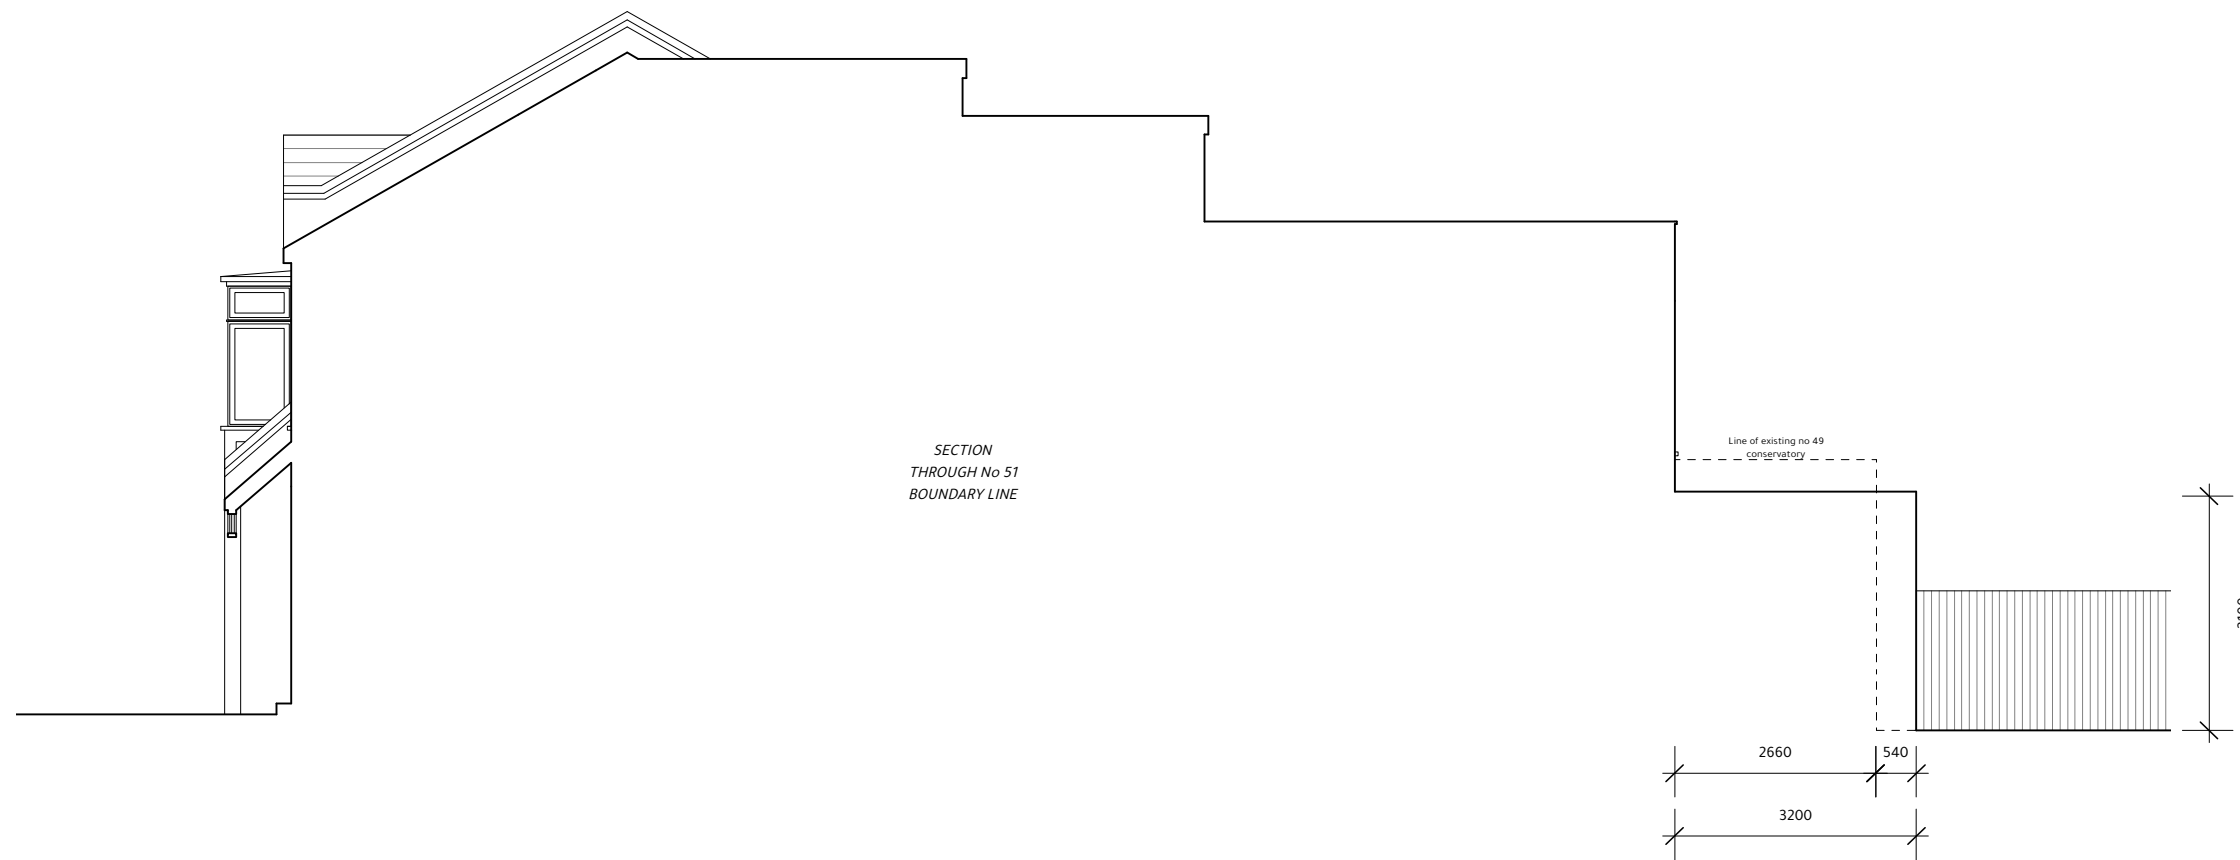 SECTION
THROUGH No 51
BOUNDARY LINE
Line of existing no 49
conservatory
2660
540
3200